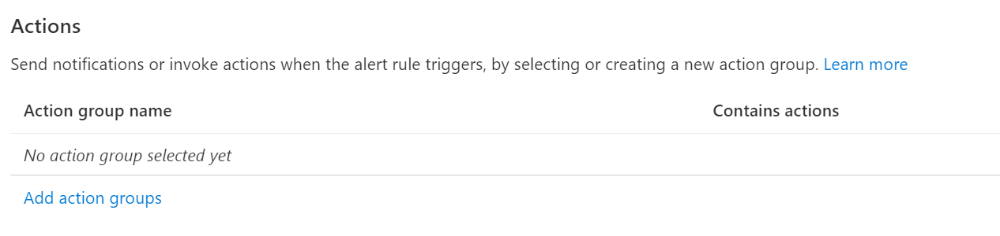 Actions
Send notifications or invoke actions when the alert rule triggers, by selecting or creating a new action group. Learn more
Action group name Contains actions
No action group selected yet
Add action groups